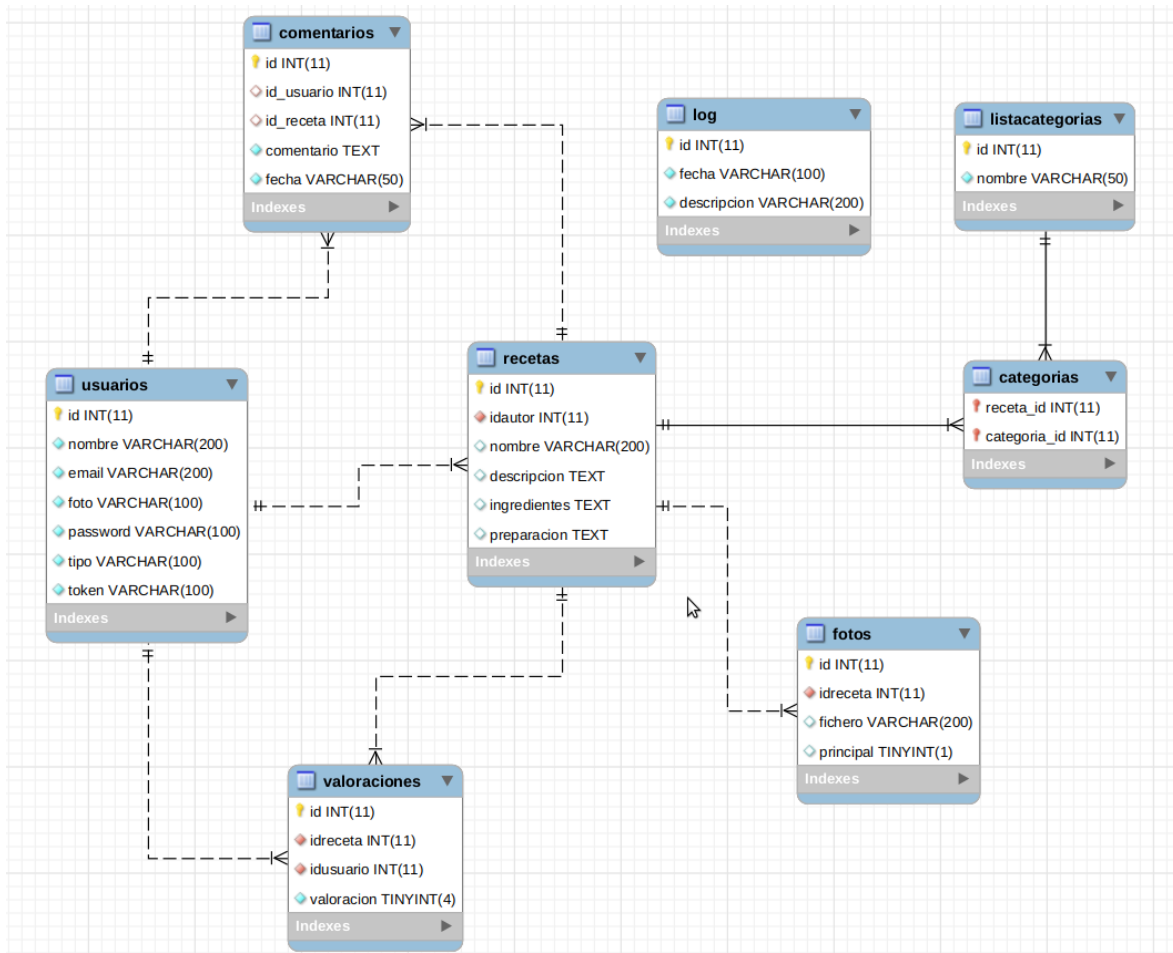 comentarios
id INT(11)
id_usuario INT(11)
id_receta INT(11)
comentario TEXT
fecha VARCHAR(50)
Indexes
log
id INT(11)
fecha VARCHAR(100)
descripcion VARCHAR(200)
Indexes
listacategorias
id INT(11)
nombre VARCHAR(50)
Indexes
usuarios
id INT(11)
nombre VARCHAR(200)
email VARCHAR(200)
foto VARCHAR(100)
password VARCHAR(100)
tipo VARCHAR(100)
token VARCHAR(100)
Indexes
recetas
id INT(11)
idautor INT(11)
nombre VARCHAR(200)
descripcion TEXT
ingredientes TEXT
preparacion TEXT
Indexes
categorias
receta_id INT(11)
categoria_id INT(11)
Indexes
fotos
id INT(11)
idreceta INT(11)
fichero VARCHAR(200)
principal TINYINT(1)
Indexes
valoraciones
id INT(11)
idreceta INT(11)
idusuario INT(11)
valoracion TINYINT(4)
Indexes